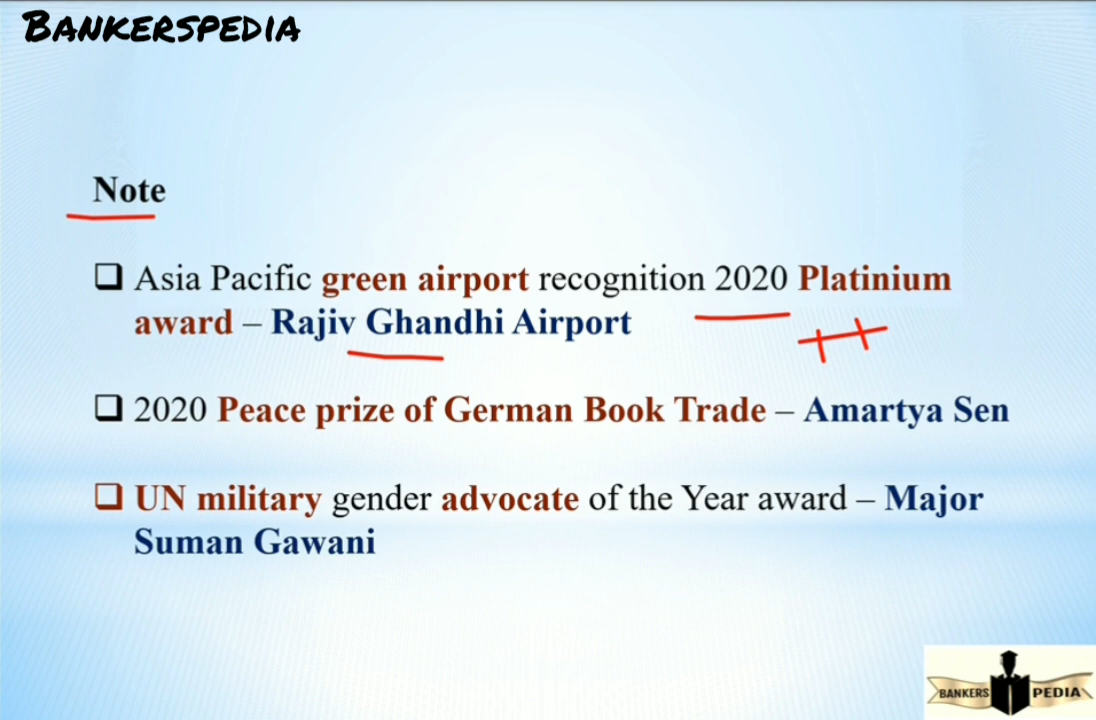 BANKERSPEDIA
Note
❑ Asia Pacific green airport recognition 2020 Platinium
award – Rajiv Ghandhi Airport
❑ 2020 Peace prize of German Book Trade – Amartya Sen
❑ UN military gender advocate of the Year award – Major
Suman Gawani
BANKERS PEDIA